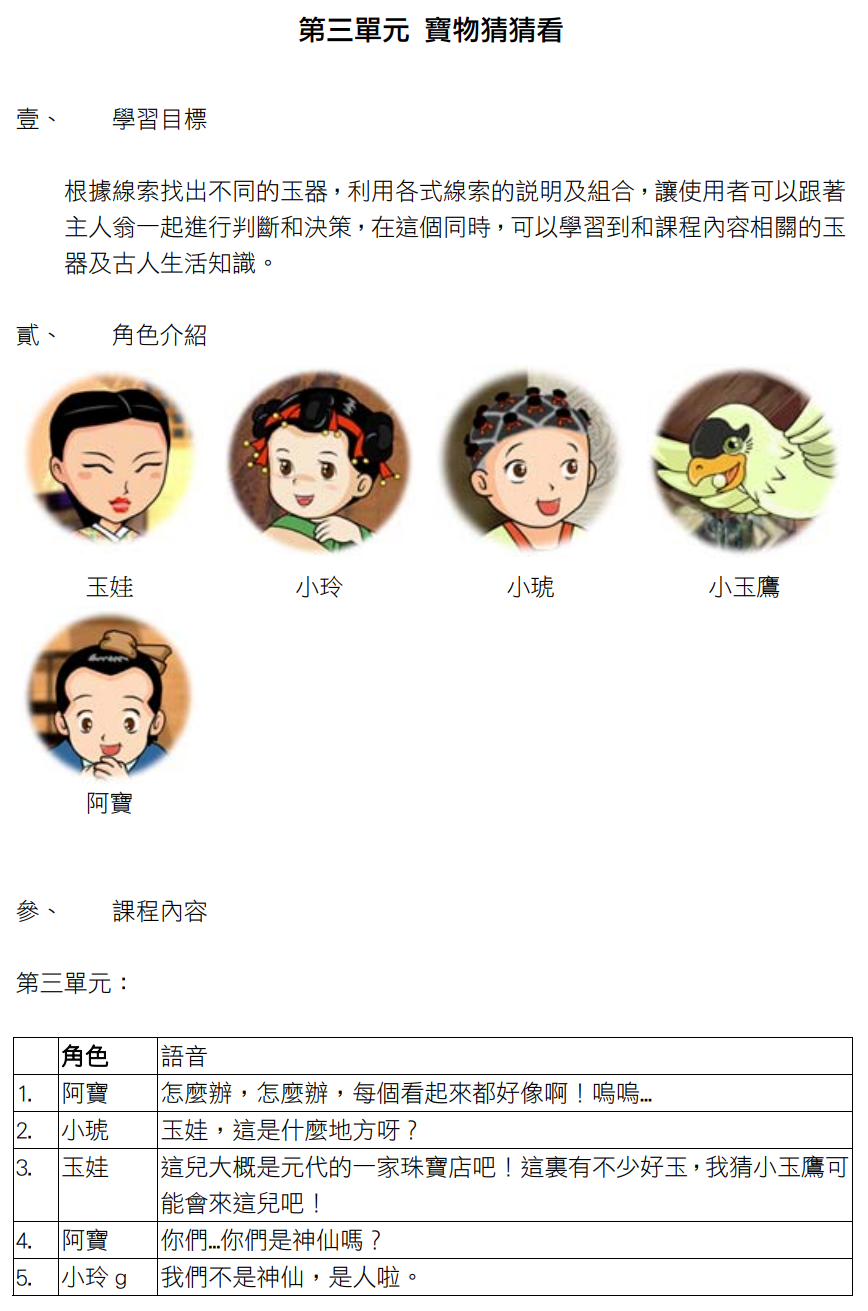 第三單元 寶物猜猜看
壹、 學習目標
根據線索找出不同的玉器，利用各式線索的説明及組合，讓使用者可以跟著
主人翁一起進行判斷和決策，在這個同時，可以學習到和課程內容相關的玉
器及古人生活知識。
貳、 角色介紹
玉娃 小玲 小琥 小玉鷹
阿寶
參、 課程內容
第三單元：
角色 語音
1. 阿寶 怎麼辦，怎麼辦，每個看起來都好像啊！嗚嗚…
2. 小琥 玉娃，這是什麼地方呀？
3. 玉娃 這兒大概是元代的一家珠寶店吧！這裏有不少好玉，我猜小玉鷹可
能會來這兒吧！
4. 阿寶 你們…你們是神仙嗎？
5. 小玲 g 我們不是神仙，是人啦。